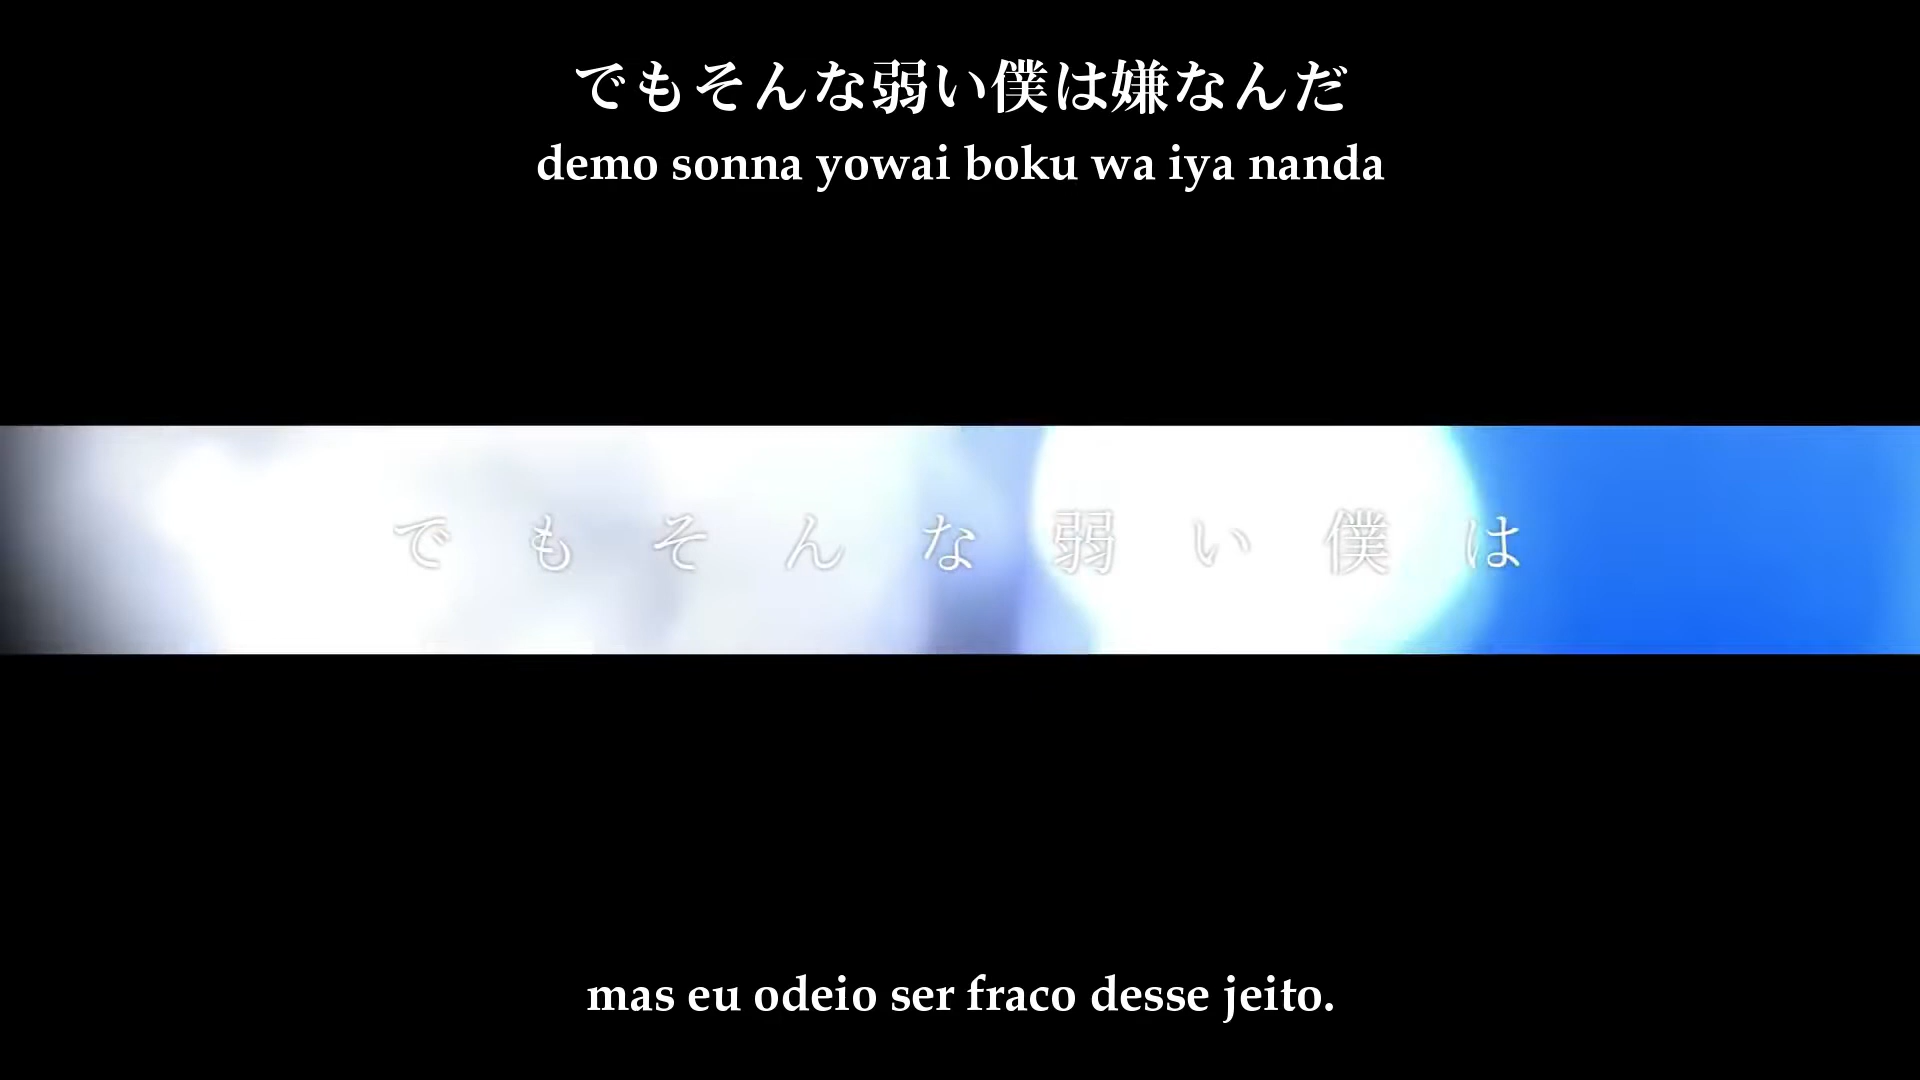 でもそんな弱い僕は嫌なんだ
demo sonna yowai boku wa iya nanda
でもそんな弱い僕は
mas eu odeio ser fraco desse jeito.